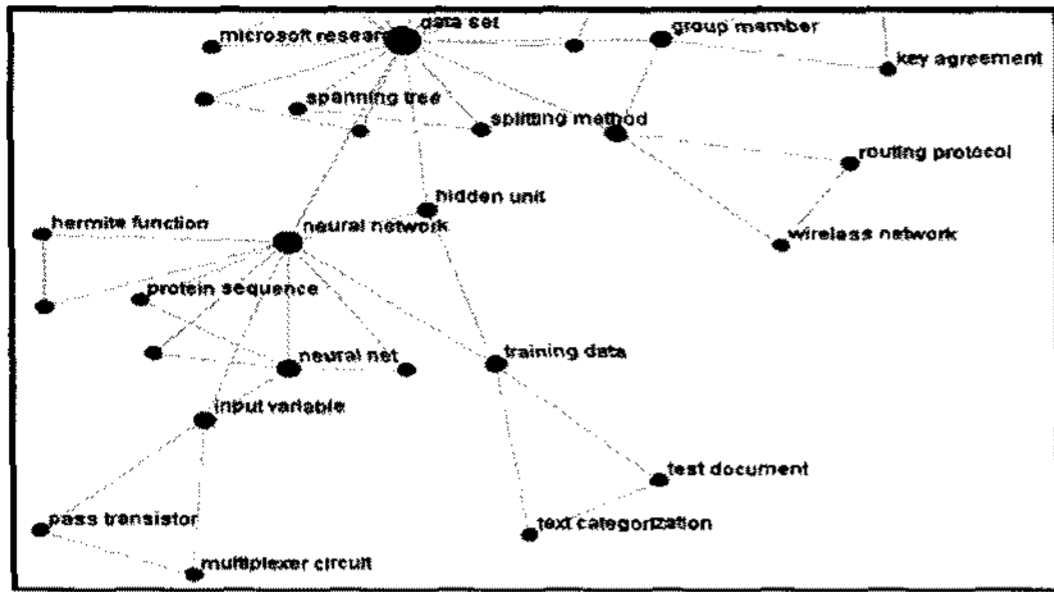 data set
microsoft resear
group member
key agreement
spanning tree
splitting method
routing protocol
hidden unit
hermite function
neural network
wireless network
protein sequence
neural net
training data
input variable
test document
pass transistor
text categorization
multiplexer circuit